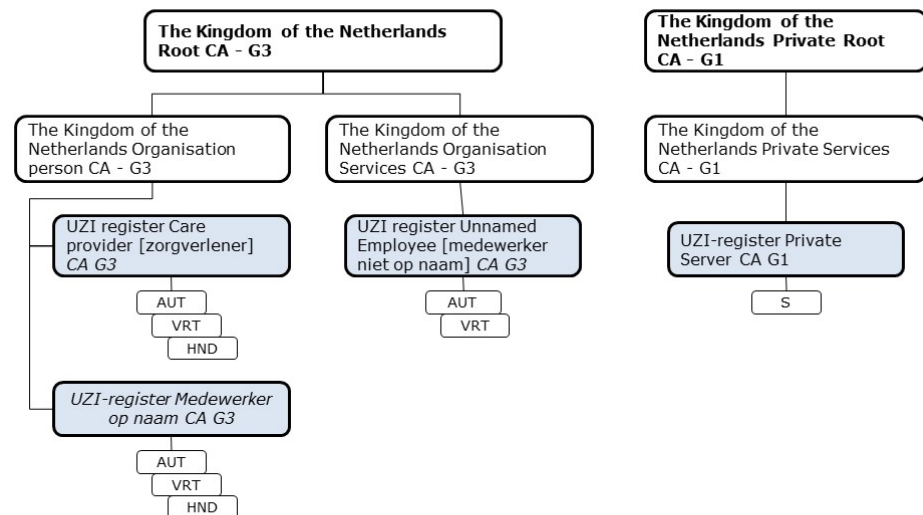 The Kingdom of the Netherlands
Root CA - G3
The Kingdom of the
Netherlands Private Root
CA - G1
The Kingdom of the
Netherlands Organisation
person CA - G3
The Kingdom of the
Netherlands Organisation
Services CA - G3
The Kingdom of the
Netherlands Private Services
CA - G1
UZI register Care
provider [zorgverlener]
CA G3
UZI register Unnamed
Employee [medewerker
niet op naam] CA G3
UZI-register Private
Server CA G1
AUT
VRT
HND
AUT
VRT
S
UZI-register Medewerker
op naam CA G3
AUT
VRT
HND